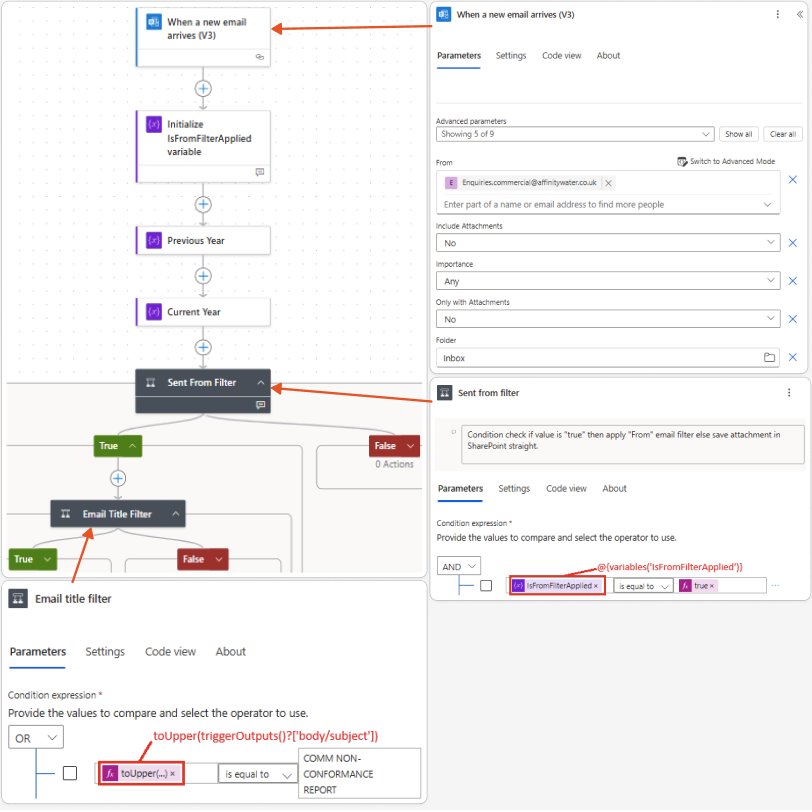 When a new email
arrives (V3)
Initialize
IsFromFilterApplied
variable
Previous Year
Current Year
Sent From Filter
True
False
0 Actions
Email Title Filter
True
False
When a new email arrives (V3)
Parameters Settings Code view About
Advanced parameters
Showing 5 of 9 Show all Clear all
From Switch to Advanced Mode
E Enquiries.commercial@affinitywater.co.uk
Enter part of a name or email address to find more people
Include Attachments
No
Importance
Any
Only with Attachments
No
Folder
Inbox
Sent from filter
Condition check if value is "true" then apply "From" email filter else save attachment in
SharePoint straight.
Parameters Settings Code view About
Condition expression *
Provide the values to compare and select the operator to use.
@{variables('IsFromFilterApplied')}
AND
IsFromFilterApplied × is equal to fx true ×
Email title filter
Parameters Settings Code view About
Condition expression *
Provide the values to compare and select the operator to use.
toUpper(triggerOutputs()?['body/subject'])
OR
fx toUpper(...) × is equal to
COMM NON-
CONFORMANCE
REPORT